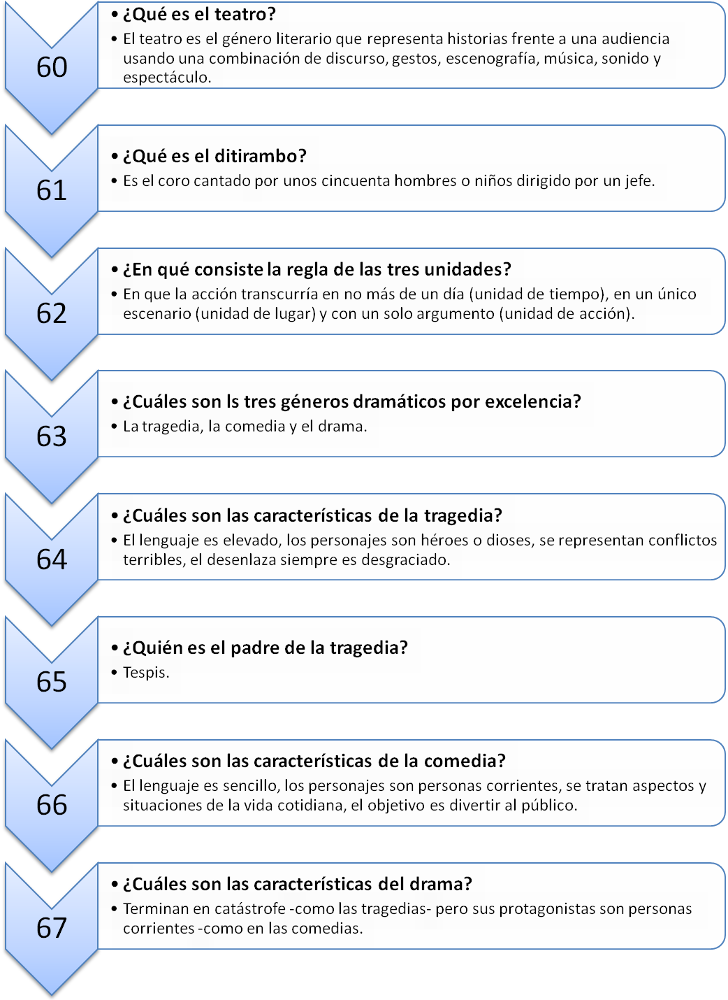 60
• ¿Qué es el teatro?
• El teatro es el género literario que representa historias frente a una audiencia
usando una combinación de discurso, gestos, escenografía, música, sonido y
espectáculo.
61
• ¿Qué es el ditirambo?
• Es el coro cantado por unos cincuenta hombres o niños dirigido por un jefe.
62
• ¿En qué consiste la regla de las tres unidades?
• En que la acción transcurría en no más de un día (unidad de tiempo), en un único
escenario (unidad de lugar) y con un solo argumento (unidad de acción).
63
• ¿Cuáles son ls tres géneros dramáticos por excelencia?
• La tragedia, la comedia y el drama.
64
• ¿Cuáles son las características de la tragedia?
• El lenguaje es elevado, los personajes son héroes o dioses, se representan conflictos
terribles, el desenlaza siempre es desgraciado.
65
• ¿Quién es el padre de la tragedia?
• Tespis.
66
• ¿Cuáles son las características de la comedia?
• El lenguaje es sencillo, los personajes son personas corrientes, se tratan aspectos y
situaciones de la vida cotidiana, el objetivo es divertir al público.
67
• ¿Cuáles son las características del drama?
• Terminan en catástrofe -como las tragedias- pero sus protagonistas son personas
corrientes -como en las comedias.